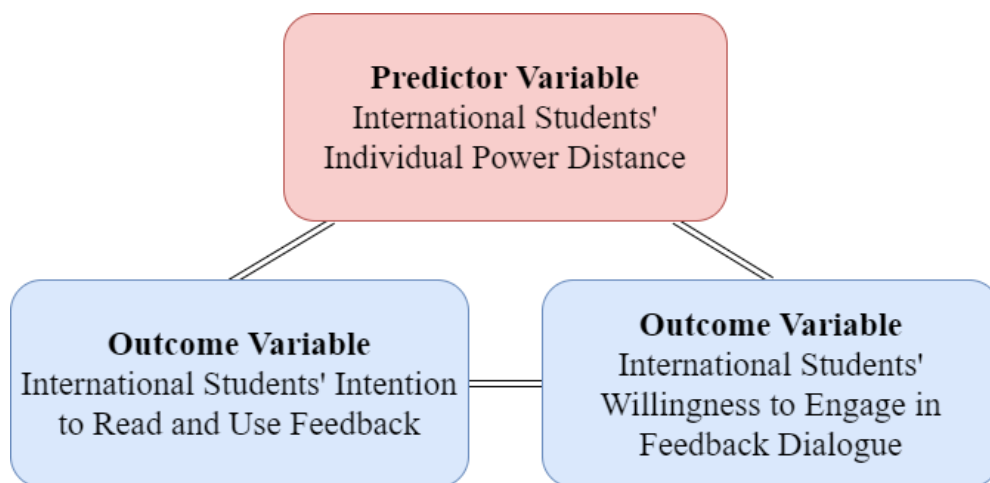 Predictor Variable
International Students'
Individual Power Distance
Outcome Variable
International Students' Intention
to Read and Use Feedback
Outcome Variable
International Students'
Willingness to Engage in
Feedback Dialogue